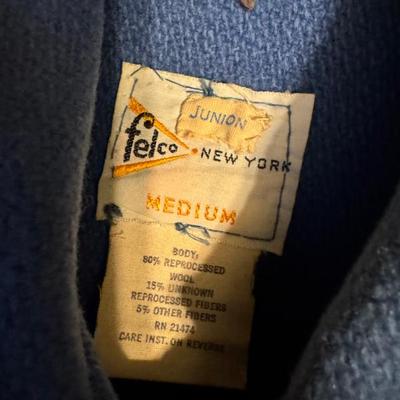 JUNION
felco NEW YORK
MEDIUM
BODY:
80% REPROCESSED
WOOL
15% UNKNOWN
REPROCESSED FIBERS
5% OTHER FIBERS
RN 21474
CARE INST. ON REVERSE